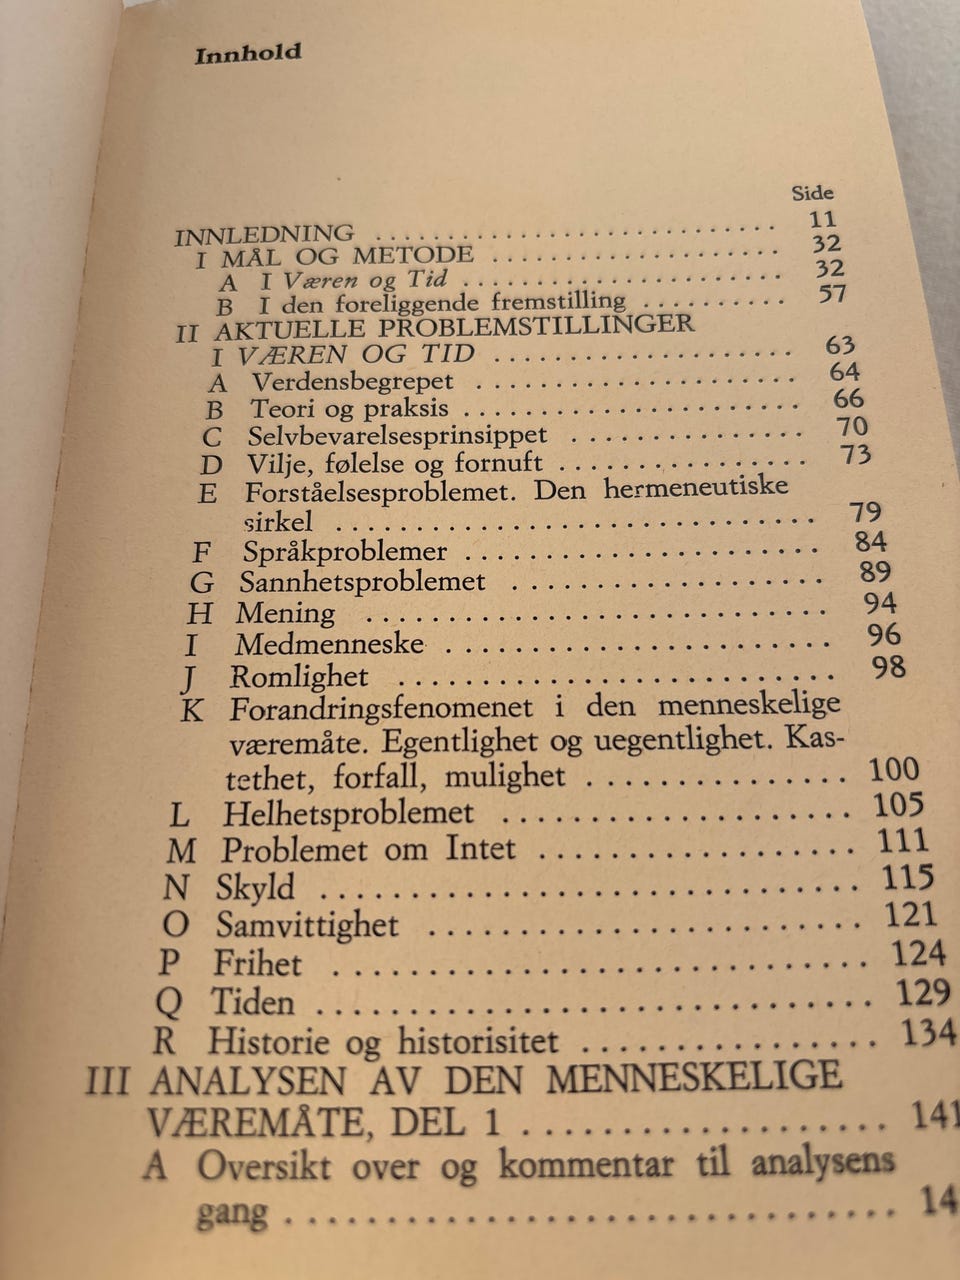 Innhold
Side
INNLEDNING . . . . . . . . . . . . . . . . . . . . . . . . 11
I MÅL OG METODE . . . . . . . . . . . . . . . . . 32
A I Væren og Tid . . . . . . . . . . . . . . . . . . . 32
B I den foreliggende fremstilling . . . . . . . . . 57
II AKTUELLE PROBLEMSTILLINGER
I VÆREN OG TID . . . . . . . . . . . . . . . . . . 63
A Verdensbegrepet . . . . . . . . . . . . . . . . . . . 64
B Teori og praksis . . . . . . . . . . . . . . . . . . . . 66
C Selvbevarelsesprinsippet . . . . . . . . . . . . . 70
D Vilje, følelse og fornuft . . . . . . . . . . . . . . 73
E Forståelsesproblemet. Den hermeneutiske
sirkel . . . . . . . . . . . . . . . . . . . . . . . . . . . 79
F Språkproblemer . . . . . . . . . . . . . . . . . . . . 84
G Sannhetsproblemet . . . . . . . . . . . . . . . . . 89
H Mening . . . . . . . . . . . . . . . . . . . . . . . . . 94
I Medmenneske . . . . . . . . . . . . . . . . . . . . . 96
J Romlighet . . . . . . . . . . . . . . . . . . . . . . . 98
K Forandringsfenomenet i den menneskelige
væremåte. Egentlighet og uegentlighet. Kas-
tethet, forfall, mulighet . . . . . . . . . . . . . . 100
L Helhetsproblemet . . . . . . . . . . . . . . . . . . 105
M Problemet om Intet . . . . . . . . . . . . . . . . . 111
N Skyld . . . . . . . . . . . . . . . . . . . . . . . . . . 115
O Samvittighet . . . . . . . . . . . . . . . . . . . . . 121
P Frihet . . . . . . . . . . . . . . . . . . . . . . . . . 124
Q Tiden . . . . . . . . . . . . . . . . . . . . . . . . . . 129
R Historie og historisitet . . . . . . . . . . . . . . 134
III ANALYSEN AV DEN MENNESKELIGE
VÆREMÅTE, DEL 1 . . . . . . . . . . . . . . . . . . . 141
A Oversikt over og kommentar til analysens
gang . . . . . . . . . . . . . . . . . . . . . . . . . . . . . 14